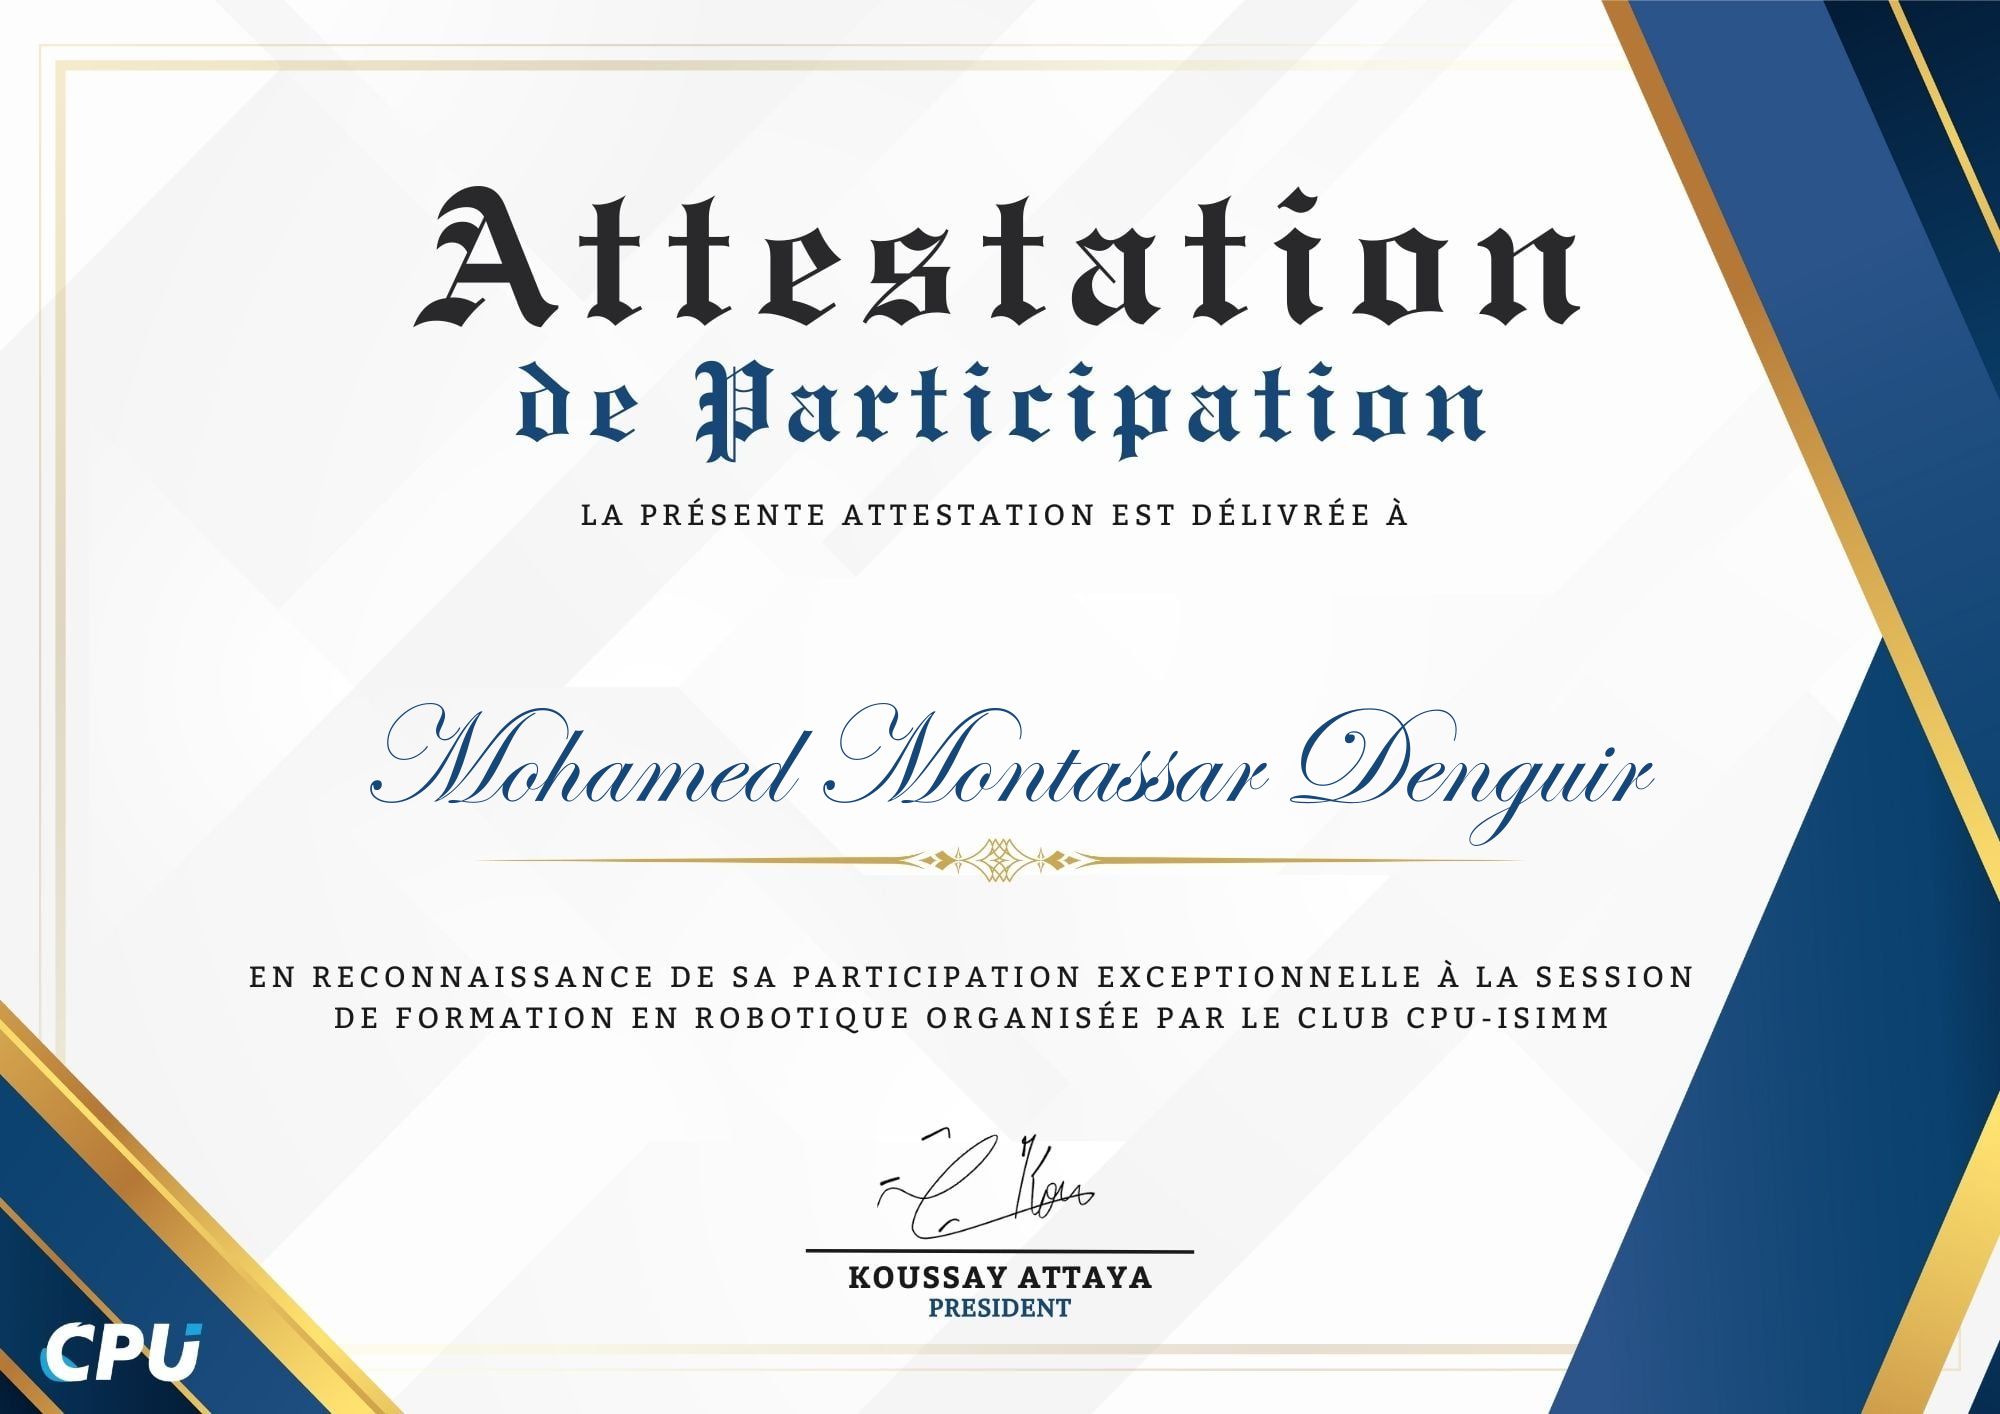 Attestation
de Participation
LA PRÉSENTE ATTESTATION EST DÉLIVRÉE À
Mohamed Montassar Denguir
EN RECONNAISSANCE DE SA PARTICIPATION EXCEPTIONNELLE À LA SESSION
DE FORMATION EN ROBOTIQUE ORGANISÉE PAR LE CLUB CPU-ISIMM
KOUSSAY ATTAYA
PRESIDENT
CPU